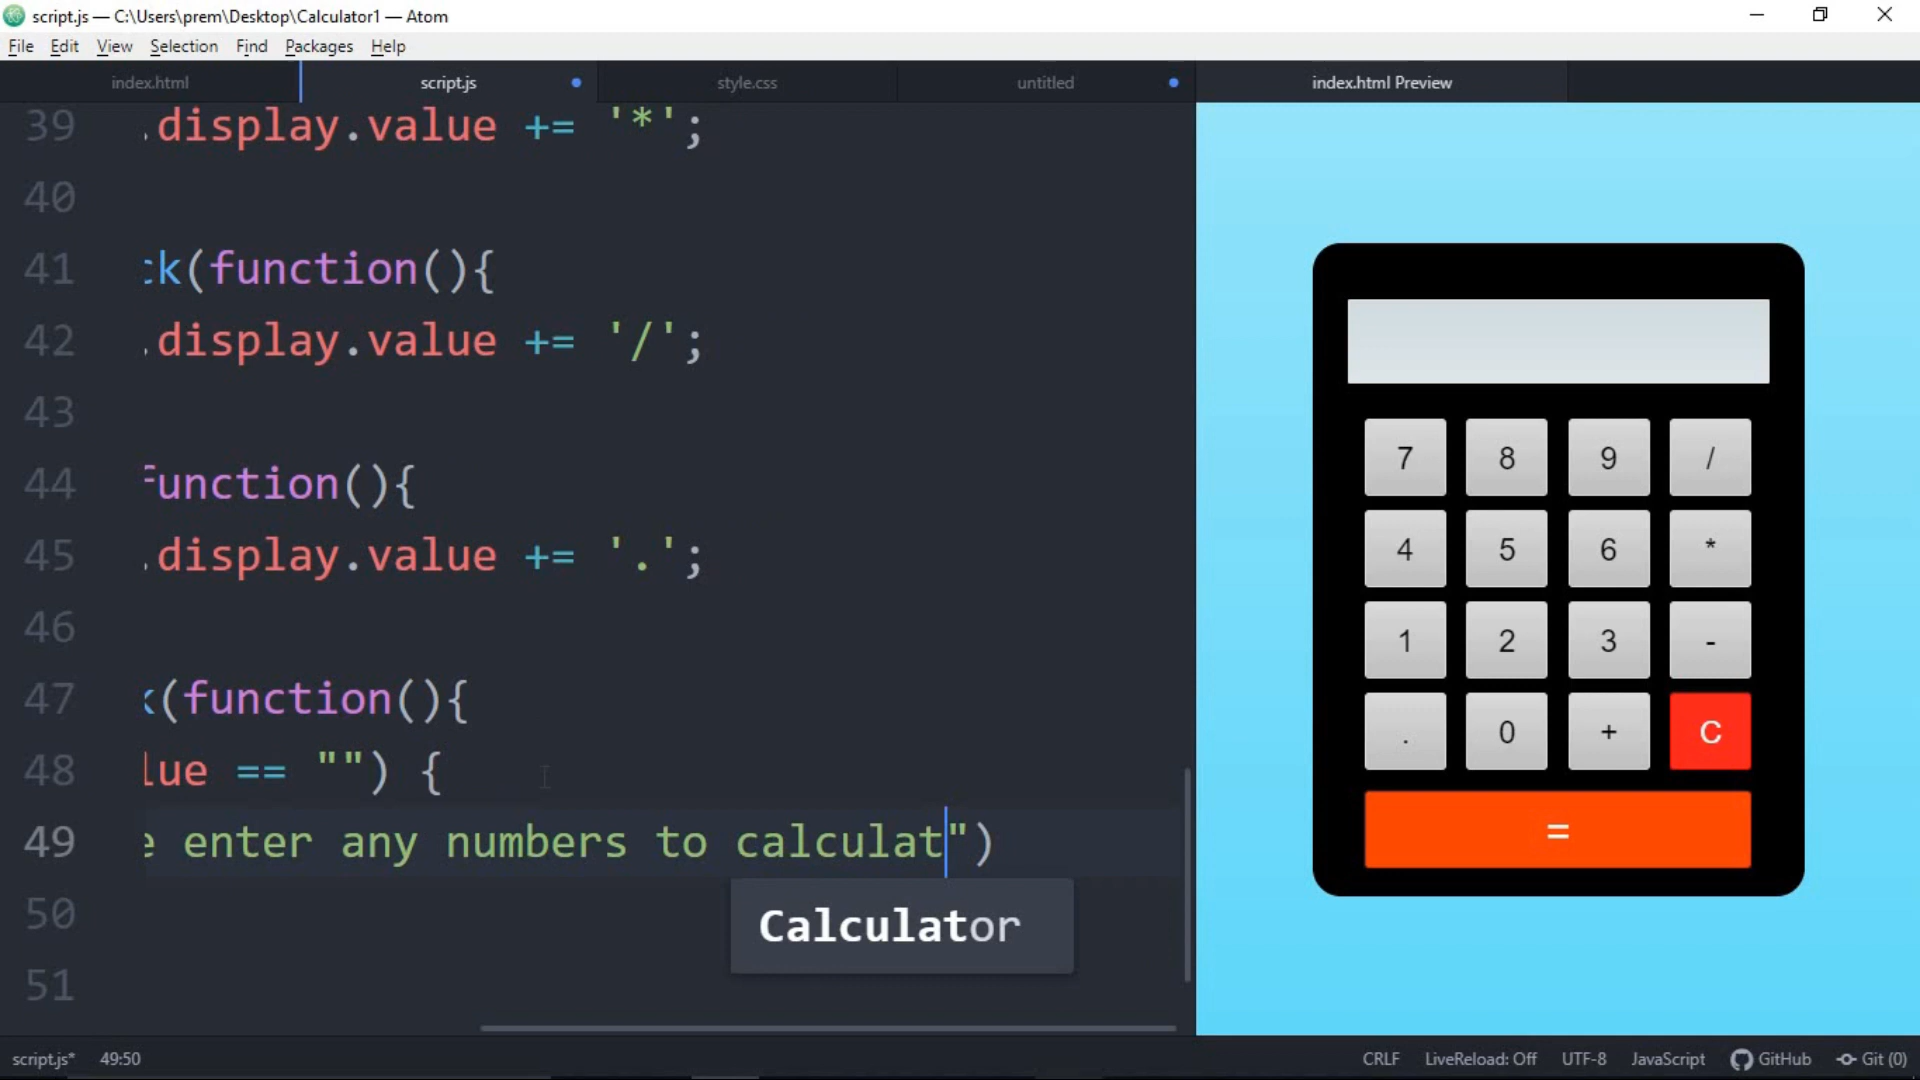 script.js — C:\Users\prem\Desktop\Calculator1 — Atom
File Edit View Selection Find Packages Help
index.html script.js style.css untitled index.html Preview
39 .display.value += '*';
40
41 ck(function(){
42 .display.value += '/';
43
44 function(){
45 .display.value += '.';
46
47 k(function(){
48 lue == "") {
49 e enter any numbers to calculat")
Calculator
50
51
7 8 9 /
4 5 6 *
1 2 3 -
. 0 + C
=
script.js* 49:50 CRLF LiveReload: Off UTF-8 JavaScript GitHub Git (0)